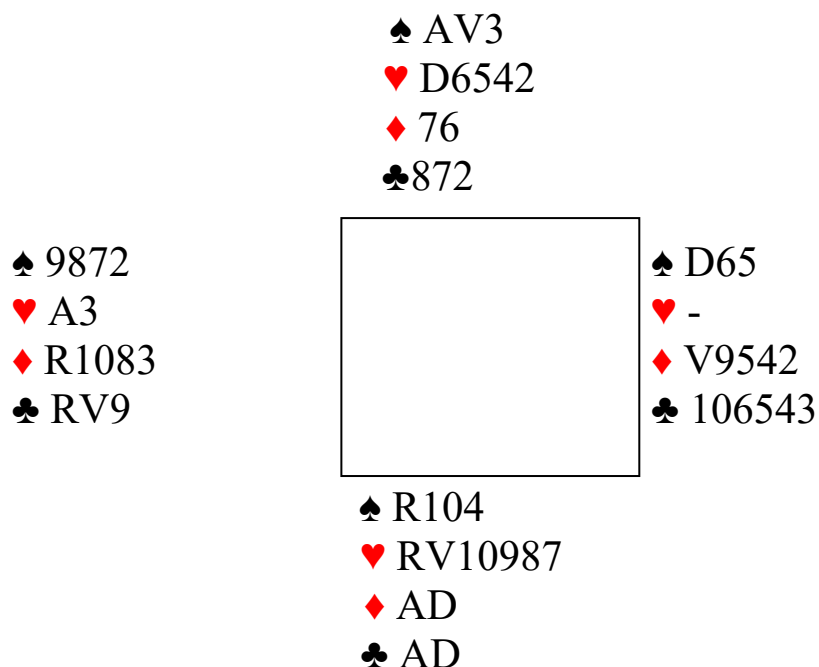 ♠ AV3
♥ D6542
♦ 76
♣872
♠ 9872
♥ A3
♦ R1083
♣ RV9
♠ D65
♥ -
♦ V9542
♣ 106543
♠ R104
♥ RV10987
♦ AD
♣ AD